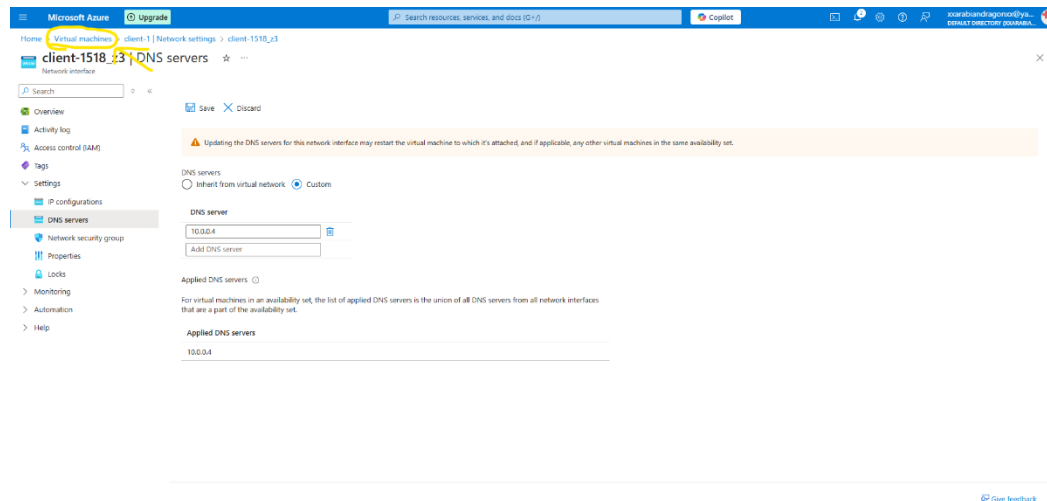 Microsoft Azure
Upgrade
Search resources, services, and docs (G+/)
Copilot
2
xxarabiandragonxx@ya...
Home > Virtual machines > client-1 | Network settings > client-1518_z3
client-1518_z3 | DNS servers
Network interface
Search
Save
Discard
Overview
Activity log
Access control (IAM)
Tags
Settings
IP configurations
DNS servers
Network security group
Properties
Locks
Monitoring
Automation
Help
Updating the DNS servers for this network interface may restart the virtual machine to which it's attached, and if applicable, any other virtual machines in the same availability set.
DNS servers
Inherit from virtual network
Custom
DNS server
10.0.0.4
Add DNS server
Applied DNS servers
For virtual machines in an availability set, the list of applied DNS servers is the union of all DNS servers from all network interfaces
that are a part of the availability set.
Applied DNS servers
10.0.0.4
Give feedback